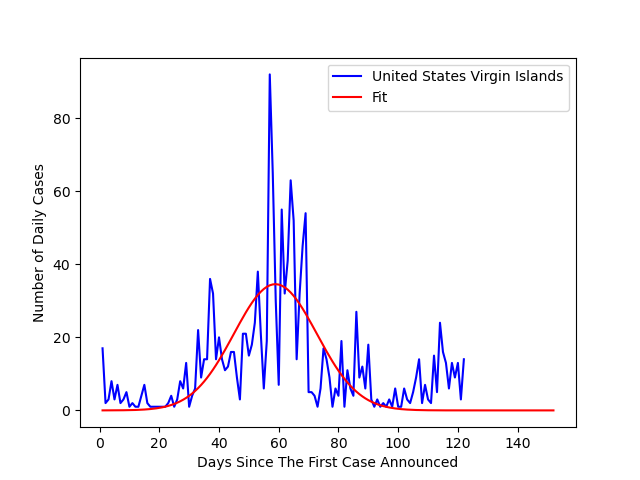 United States Virgin Islands
Fit
Number of Daily Cases
80
60
40
20
0
0 20 40 60 80 100 120 140
Days Since The First Case Announced